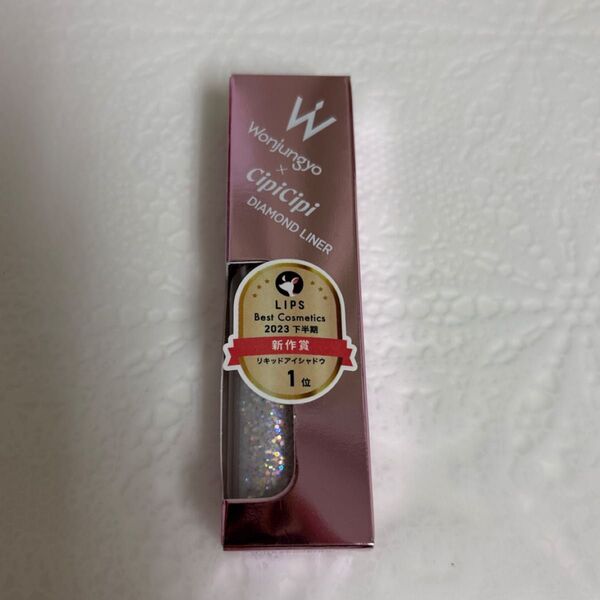 W
Wonjungyo
×
CipiCipi
DIAMOND LINER
LIPS
Best Cosmetics
2023 下半期
新作賞
リキッドアイシャドウ
1位